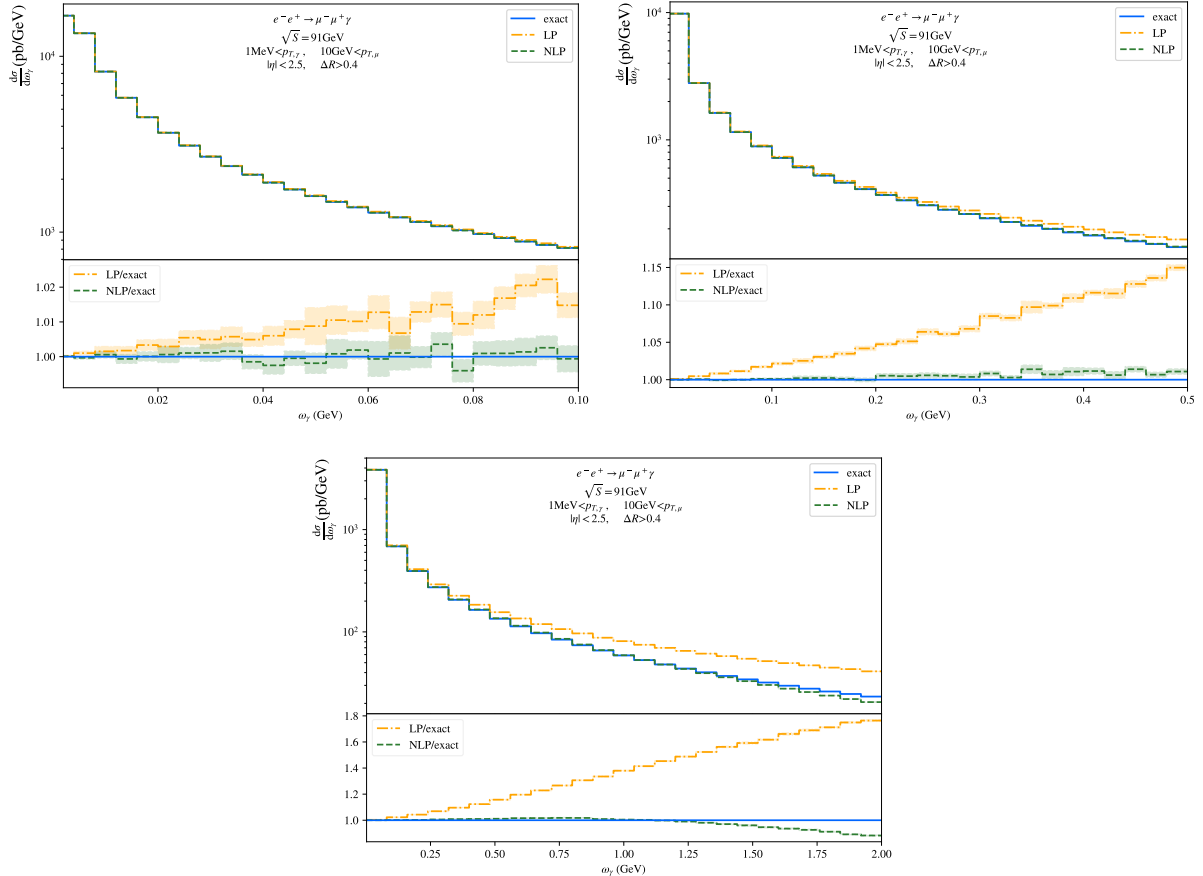 e⁻e⁺→μ⁻μ⁺γ
√S=91GeV
1MeV<p_{T,γ},   10GeV<p_{T,μ}
|η|<2.5,   ΔR>0.4
exact
LP
NLP
dσ/dω_γ (pb/GeV)
10⁴
10³
LP/exact
NLP/exact
1.02
1.01
1.00
0.02 0.04 0.06 0.08 0.10
ω_γ (GeV)
e⁻e⁺→μ⁻μ⁺γ
√S=91GeV
1MeV<p_{T,γ},   10GeV<p_{T,μ}
|η|<2.5,   ΔR>0.4
exact
LP
NLP
dσ/dω_γ (pb/GeV)
10⁴
10³
LP/exact
NLP/exact
1.15
1.10
1.05
1.00
0.1 0.2 0.3 0.4 0.5
ω_γ (GeV)
e⁻e⁺→μ⁻μ⁺γ
√S=91GeV
1MeV<p_{T,γ},   10GeV<p_{T,μ}
|η|<2.5,   ΔR>0.4
exact
LP
NLP
dσ/dω_γ (pb/GeV)
10³
10²
LP/exact
NLP/exact
1.8
1.6
1.4
1.2
1.0
0.25 0.50 0.75 1.00 1.25 1.50 1.75 2.00
ω_γ (GeV)